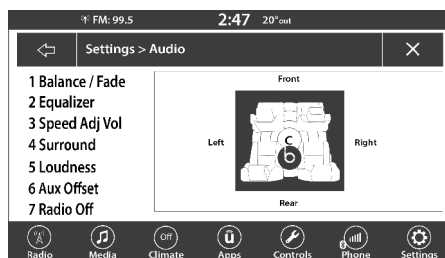 FM: 99.5 2:47 20°out
Settings > Audio
1 Balance / Fade
2 Equalizer
3 Speed Adj Vol
4 Surround
5 Loudness
6 Aux Offset
7 Radio Off
Front
Left
C
b
Right
Rear
Off
ū
Radio Media Climate Apps Controls Phone Settings